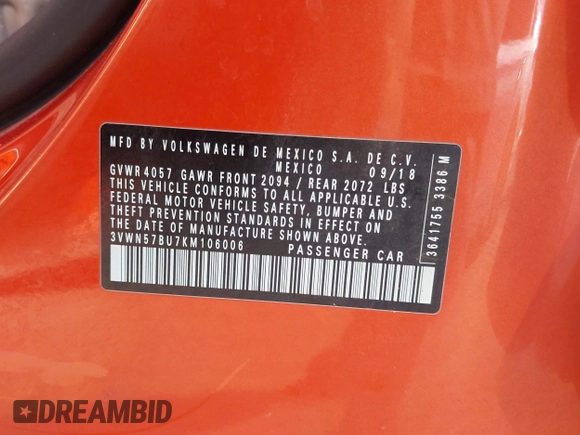 MFD BY VOLKSWAGEN DE MEXICO S.A. DE C.V.
MEXICO 09/18
GVWR 4057 GAWR FRONT 2094 / REAR 2072 LBS
THIS VEHICLE CONFORMS TO ALL APPLICABLE U.S.
FEDERAL MOTOR VEHICLE SAFETY, BUMPER, AND
THEFT PREVENTION STANDARDS IN EFFECT ON
THE DATE OF MANUFACTURE SHOWN ABOVE.
3VWN57BU7KM106006 PASSENGER CAR
3641755 3386 M
DREAMBID